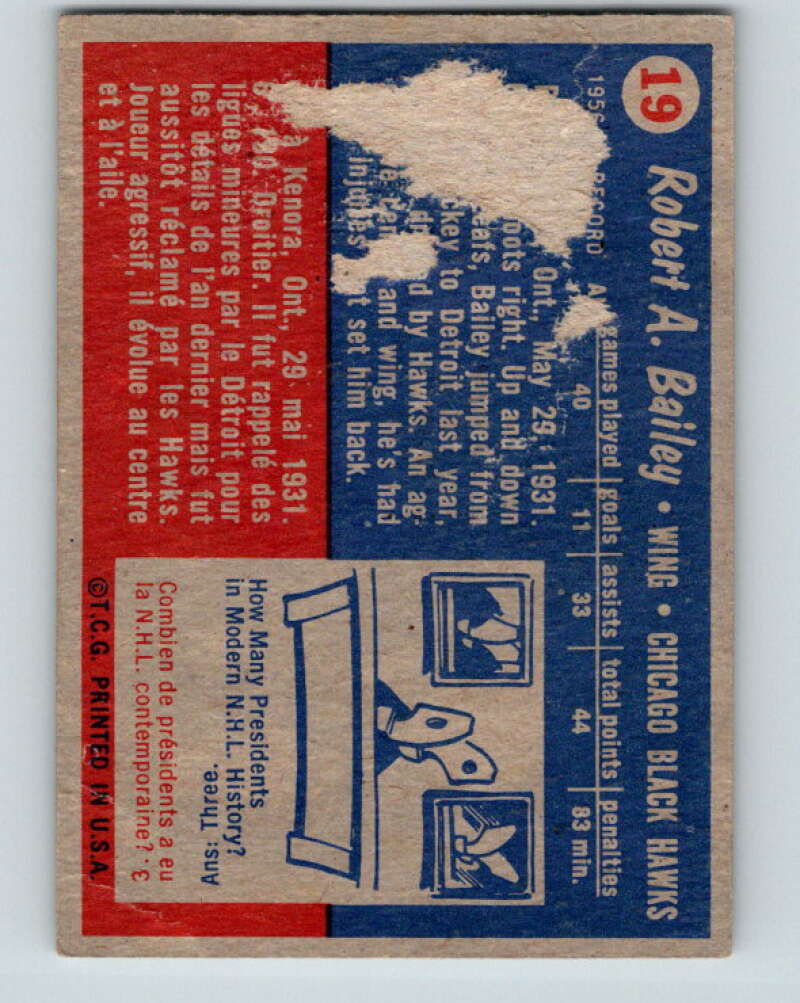 19
Robert A. Bailey • WING • CHICAGO BLACK HAWKS
games played goals assists total points penalties
RECORD 40 11 33 44 83 min.
Ont., May 29, 1931.
right. Up and down
Bailey jumped from
to Detroit last year,
by Hawks. An ag-
and wing, he's had
injuries set him back.
à Kenora, Ont., 29 mai 1931.
Droitier. Il fut rappelé des
ligues mineures par le Détroit pour
les détails de l'an dernier mais fut
aussitôt réclamé par les Hawks.
Joueur agressif, il évolue au centre
et à l'aile.
How Many Presidents
in Modern N.H.L. History?
Ans: Three.
Combien de présidents a eu
la N.H.L. contemporaine? · 3
©T.C.G. PRINTED IN U.S.A.